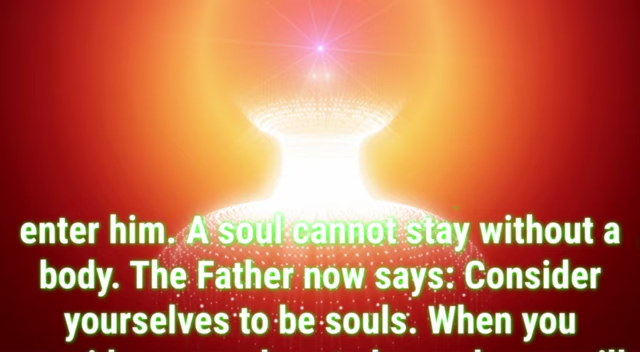 enter him. A soul cannot stay without a
body. The Father now says: Consider
yourselves to be souls. When you